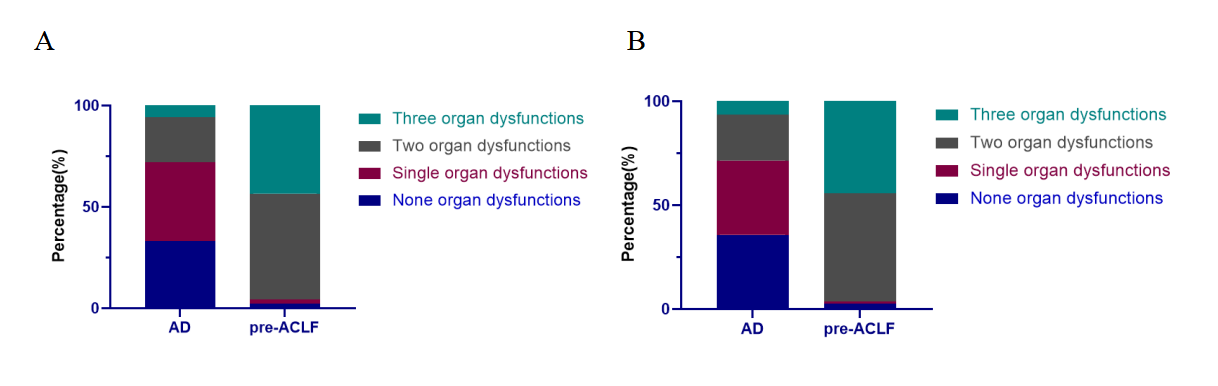 A
100
50
0
Percentage(%)
AD
pre-ACLF
Three organ dysfunctions
Two organ dysfunctions
Single organ dysfunctions
None organ dysfunctions
B
100
50
0
Percentage(%)
AD
pre-ACLF
Three organ dysfunctions
Two organ dysfunctions
Single organ dysfunctions
None organ dysfunctions